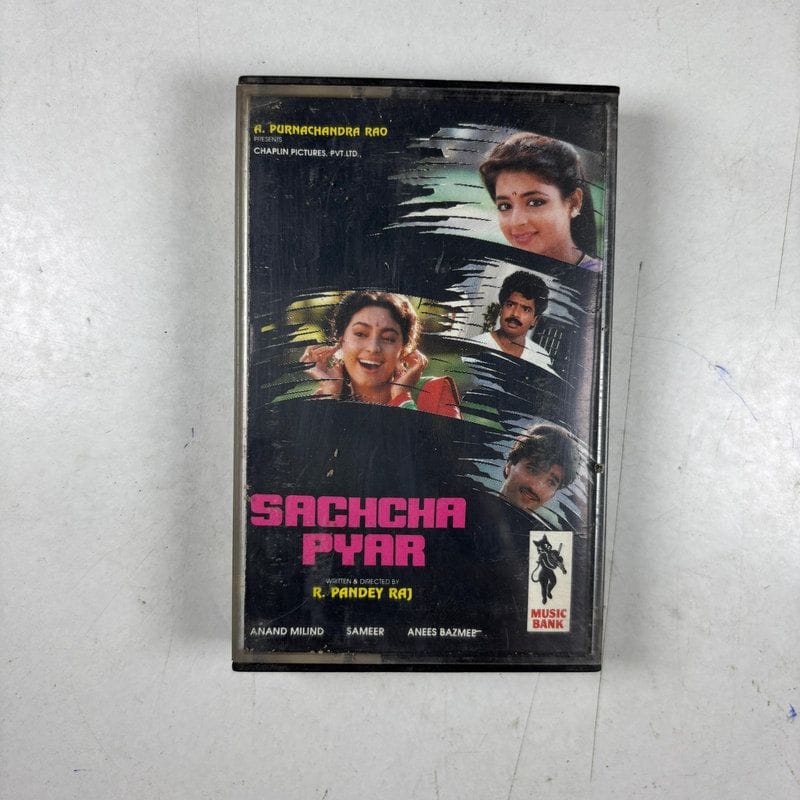 A. PURNACHANDRA RAO
PRESENTS
CHAPLIN PICTURES. PVT.LTD.,
SACHCHA
PYAR
WRITTEN & DIRECTED BY
R. PANDEY RAJ
MUSIC
BANK
ANAND MILIND SAMEER ANEES BAZMEE